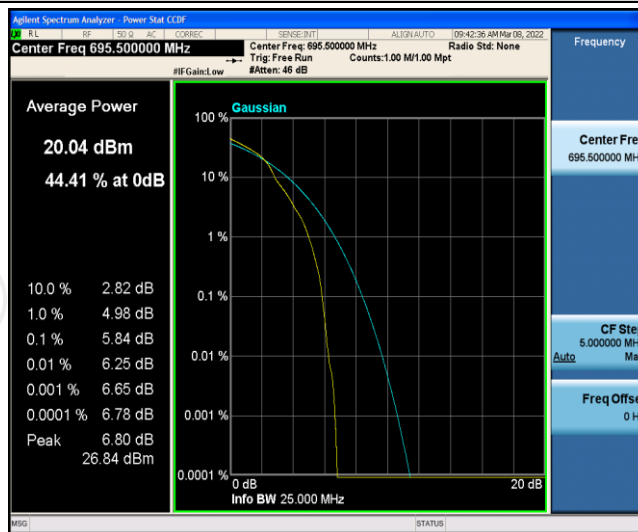 Agilent Spectrum Analyzer - Power Stat CCDF
RL RF 50 Ω AC CORREC SENSE:INT ALIGN AUTO 09:42:36 AM Mar 08, 2022
Center Freq 695.500000 MHz
Center Freq: 695.500000 MHz Radio Std: None
Trig: Free Run Counts:1.00 M/1.00 Mpt
#IFGain:Low #Atten: 46 dB
Frequency
Average Power
20.04 dBm
44.41 % at 0dB
10.0 % 2.82 dB
1.0 % 4.98 dB
0.1 % 5.84 dB
0.01 % 6.25 dB
0.001 % 6.65 dB
0.0001 % 6.78 dB
Peak 6.80 dB
26.84 dBm
Gaussian
100 %
10 %
1 %
0.1 %
0.01 %
0.001 %
0.0001 %
0 dB 20 dB
Info BW 25.000 MHz
Center Fre
695.500000 MH
CF Ste
5.000000 MH
Auto Ma
Freq Offse
0 H
MSG STATUS